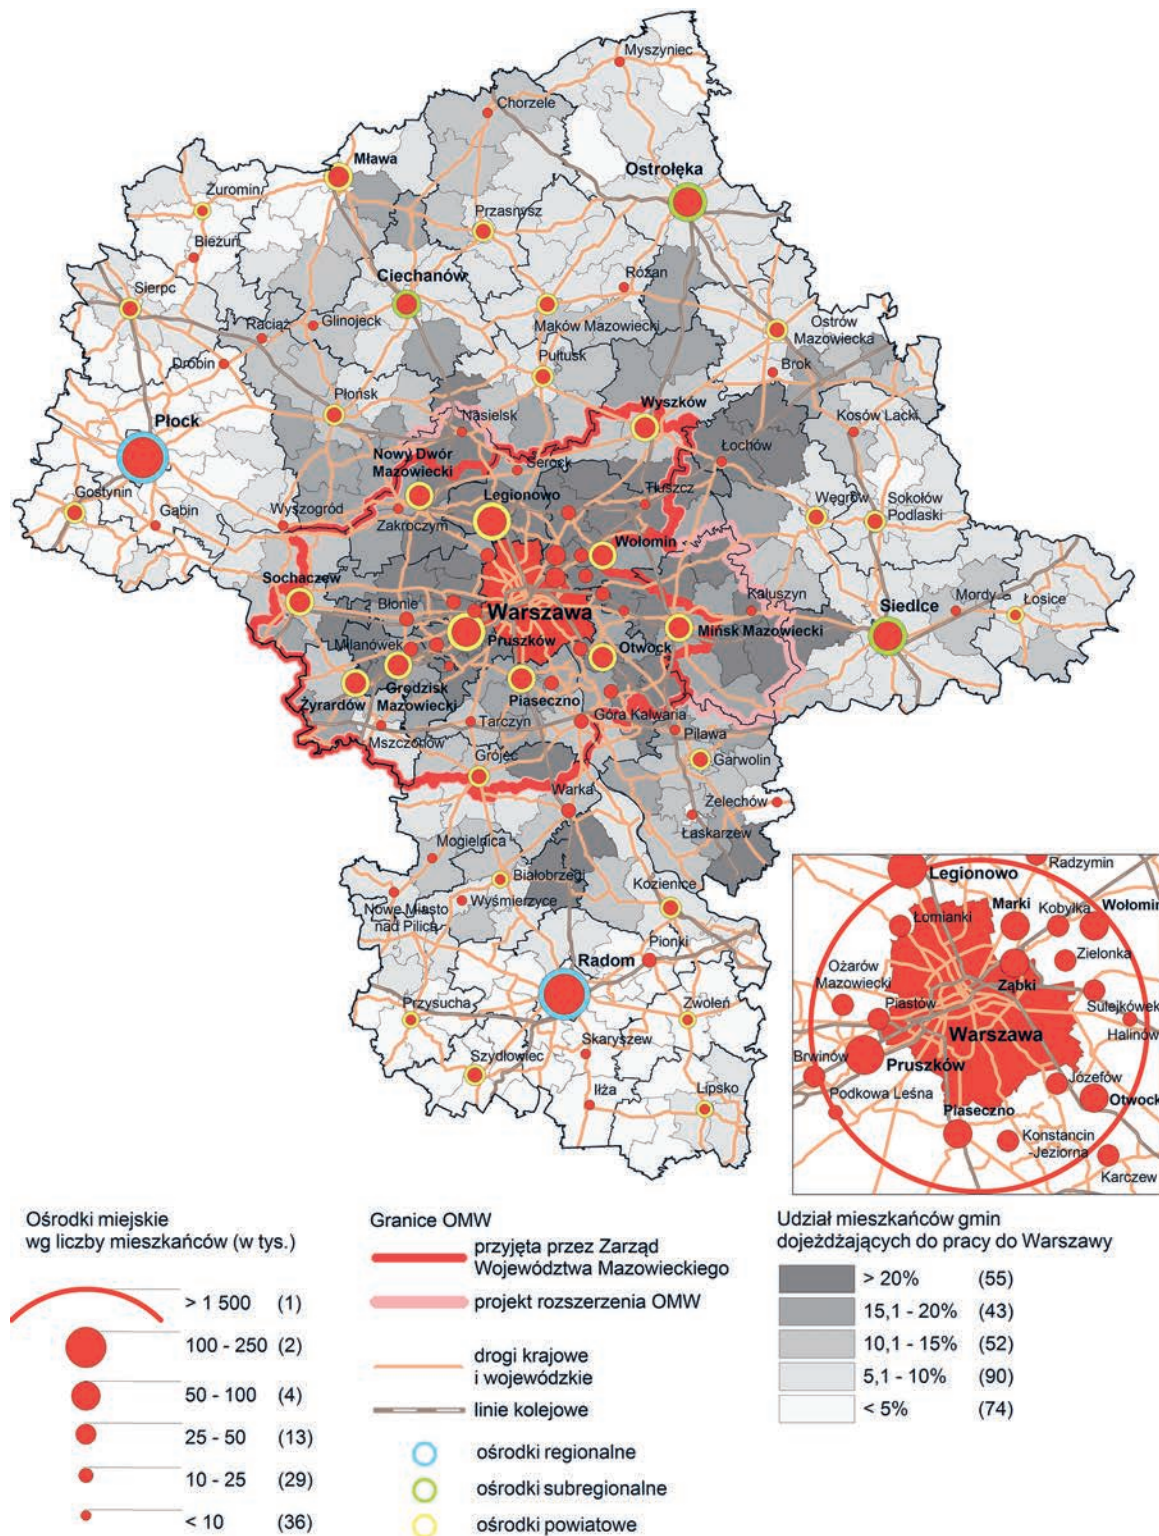 Myszyniec
Chorzele
Mława
Ostrołęka
Żuromin
Przasnysz
Bieżuń
Ciechanów
Różan
Sierpc
Raciąż
Glinojeck
Maków Mazowiecki
Ostrów
Mazowiecka
Drobin
Pułtusk
Brok
Płońsk
Nasielsk
Wyszków
Kosów Lacki
Płock
Łochów
Nowy Dwór
Mazowiecki
Serock
Gostynin
Legionowo
Tłuszcz
Węgrów
Sokołów
Podlaski
Gąbin
Wyszogród
Zakroczym
Wołomin
Sochaczew
Błonie
Warszawa
Kałuszyn
Siedlce
Mordy
Łosice
Milanówek
Pruszków
Mińsk Mazowiecki
Otwock
Żyrardów
Grodzisk
Mazowiecki
Piaseczno
Mszczonów
Tarczyn
Góra Kalwaria
Pilawa
Grójec
Garwolin
Warka
Żelechów
Łaskarzew
Mogielnica
Białobrzegi
Kozienice
Nowe Miasto
nad Pilicą
Wyśmierzyce
Pionki
Radom
Przysucha
Zwoleń
Skaryszew
Szydłowiec
Iłża
Lipsko
Radzymin
Legionowo
Marki
Wołomin
Łomianki
Kobyłka
Zielonka
Ożarów
Mazowiecki
Ząbki
Piastów
Sulejówek
Warszawa
Halinów
Brwinów
Pruszków
Józefów
Podkowa Leśna
Otwock
Piaseczno
Konstancin
-Jeziorna
Karczew
Ośrodki miejskie
wg liczby mieszkańców (w tys.)
> 1 500 (1)
100 - 250 (2)
50 - 100 (4)
25 - 50 (13)
10 - 25 (29)
< 10 (36)
Granice OMW
przyjęta przez Zarząd
Województwa Mazowieckiego
projekt rozszerzenia OMW
drogi krajowe
i wojewódzkie
linie kolejowe
ośrodki regionalne
ośrodki subregionalne
ośrodki powiatowe
Udział mieszkańców gmin
dojeżdżających do pracy do Warszawy
> 20% (55)
15,1 - 20% (43)
10,1 - 15% (52)
5,1 - 10% (90)
< 5% (74)